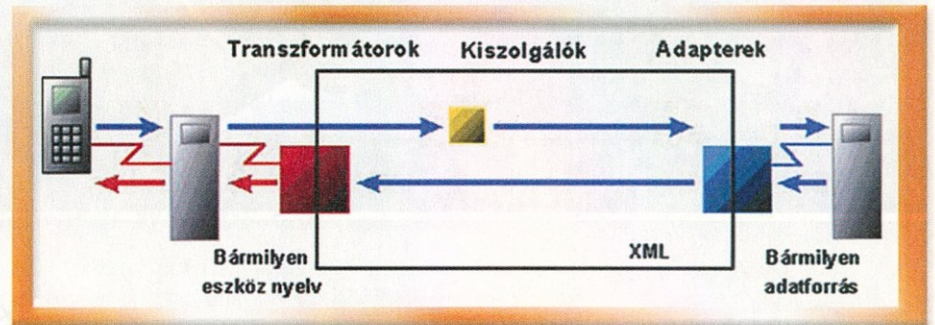 Transzformátorok Kiszolgálók Adapterek
XML
Bármilyen
eszköz nyelv
Bármilyen
adatforrás